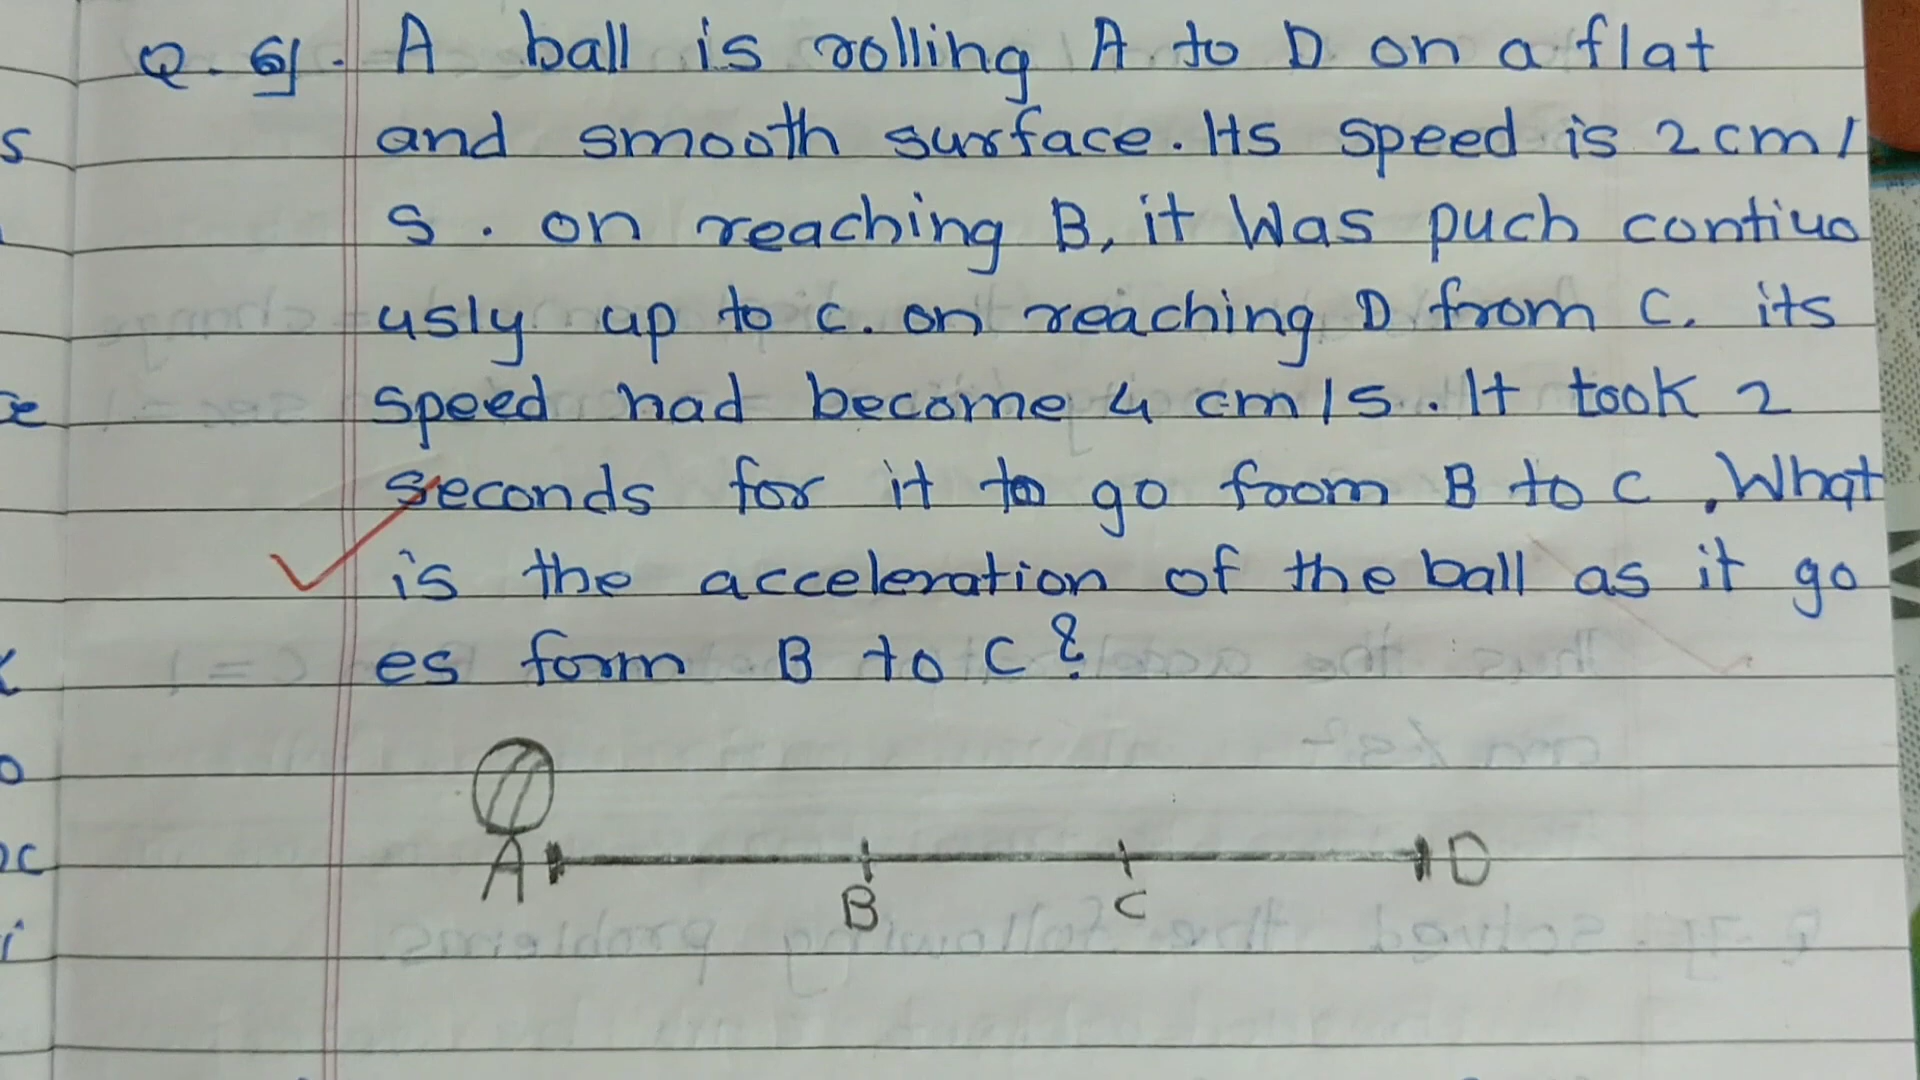 Q. 6). A ball is rolling A to D on a flat
and smooth surface. Its speed is 2 cm/
s. on reaching B, it was puch contiuo
usly up to c. on reaching D from C. its
speed had become 4 cm/s. It took 2
seconds for it to go from B to C, What
is the acceleration of the ball as it go
es form B to C?
A B C D